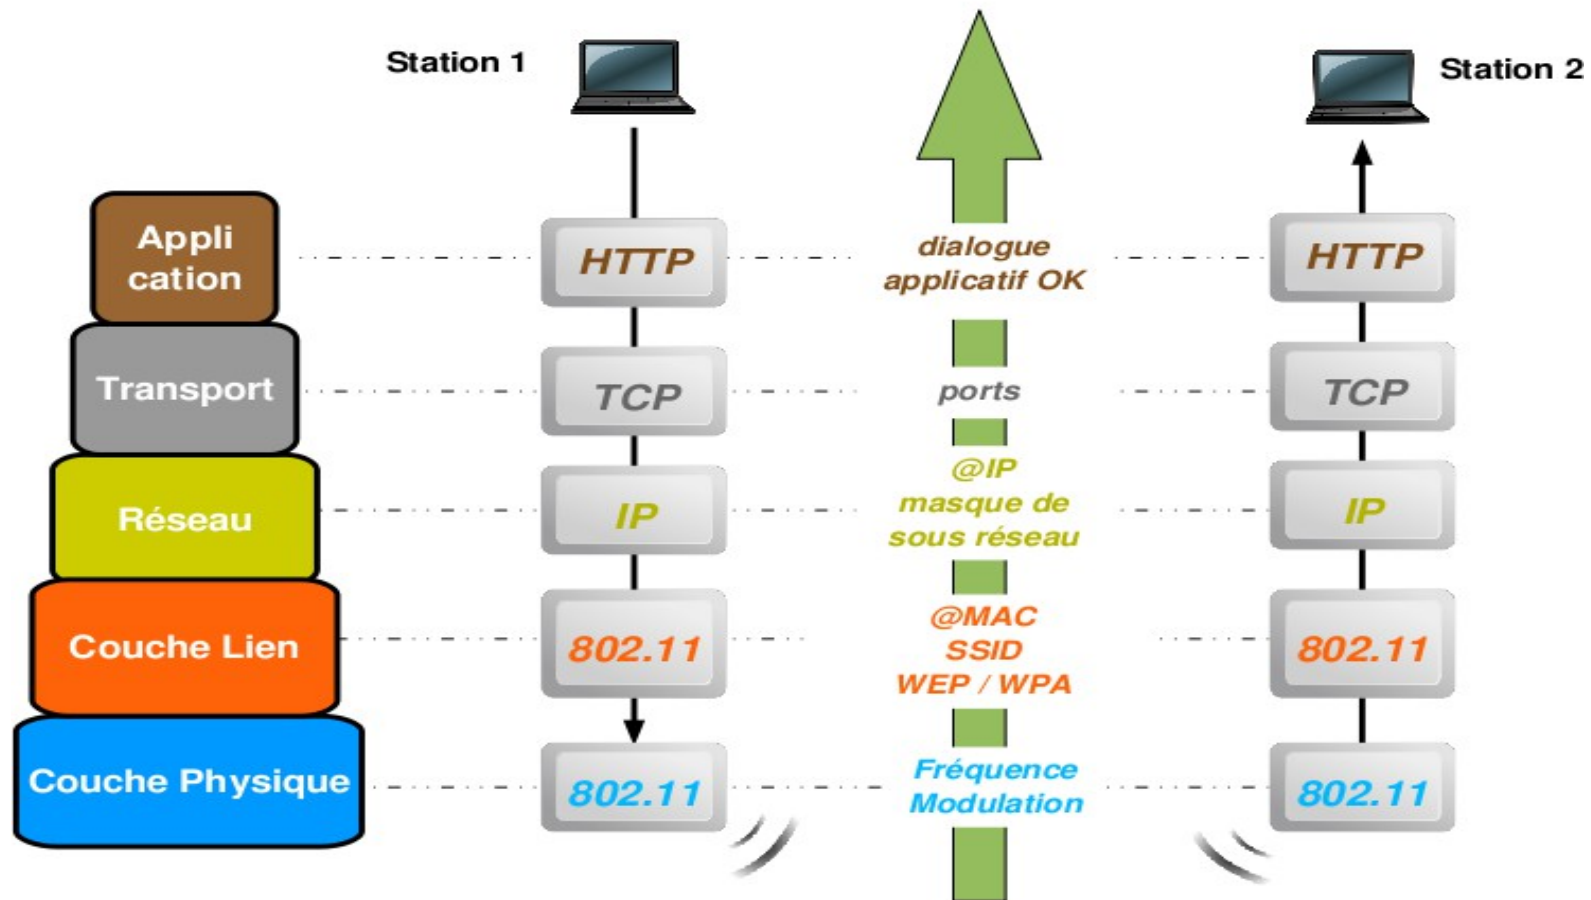 Station 1
Station 2
Appli
cation
HTTP
dialogue
applicatif OK
HTTP
Transport
TCP
ports
TCP
Réseau
IP
@IP
masque de
sous réseau
IP
Couche Lien
802.11
@MAC
SSID
WEP / WPA
802.11
Couche Physique
802.11
Fréquence
Modulation
802.11